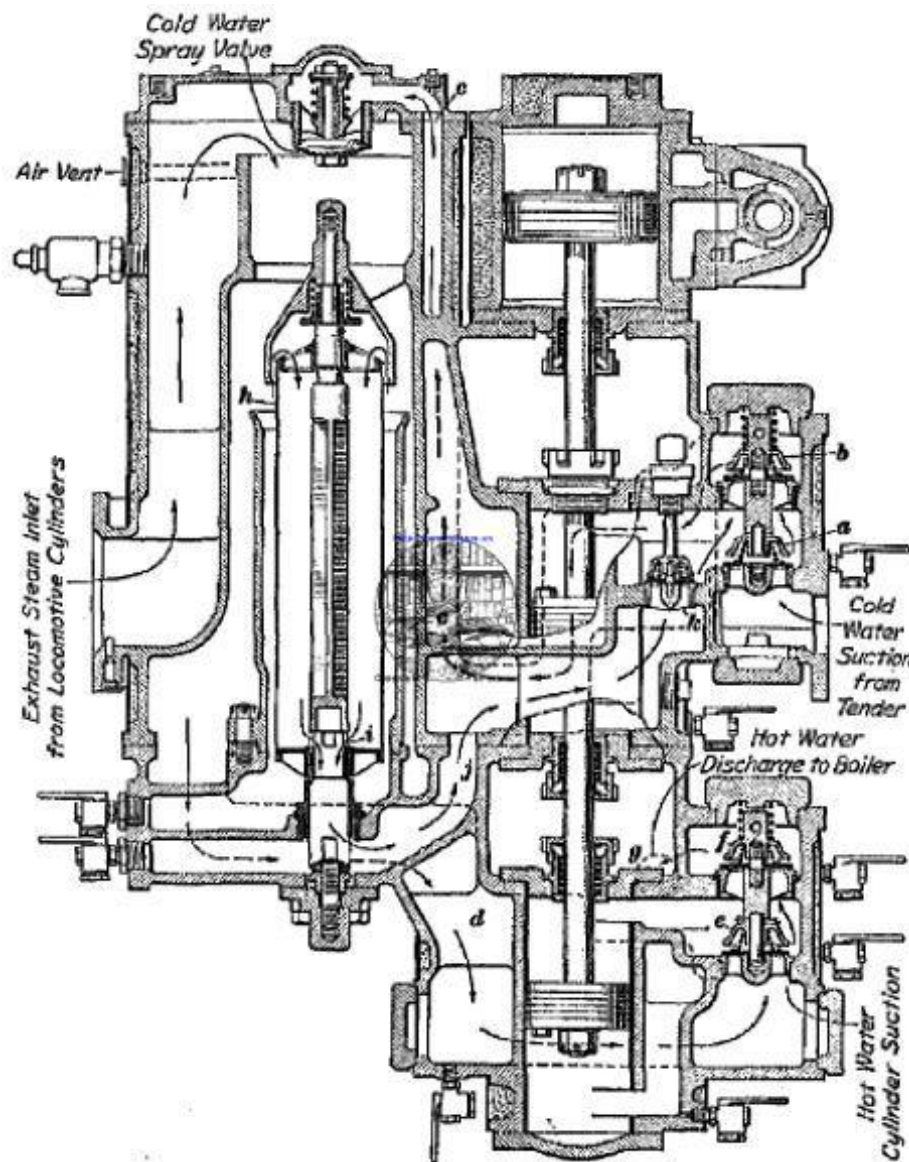 Cold Water
Spray Valve
c
Air Vent
h
b
a
Exhaust Steam Inlet
from Locomotive Cylinders
k
Cold
Water
Suction
from
Tender
i
j
Hot Water
Discharge to Boiler
g
f
d
e
Hot Water
Cylinder Suction